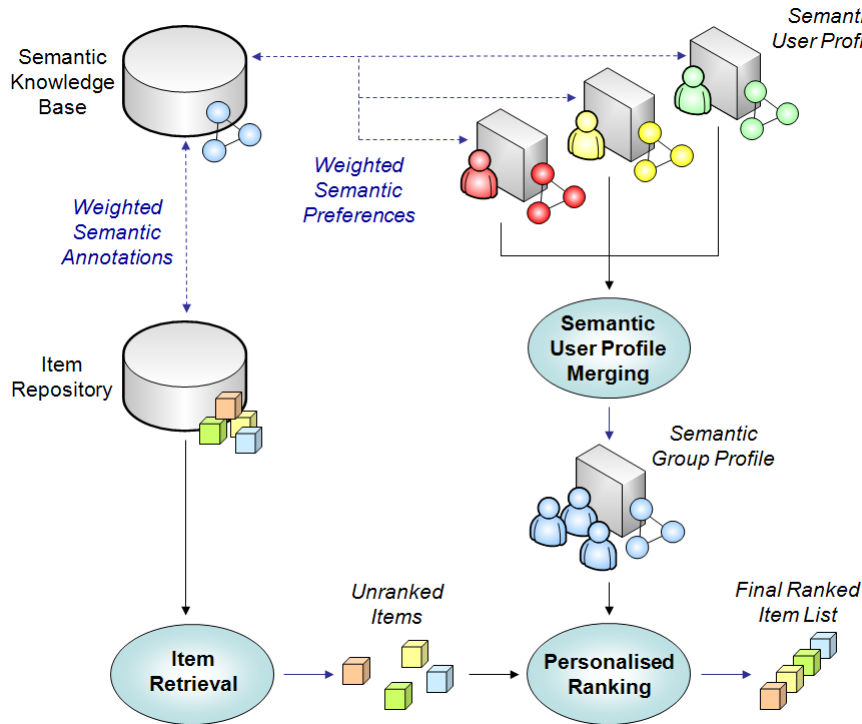 Semantic
Knowledge
Base
Weighted
Semantic
Preferences
User
Weighted
Semantic
Annotations
Semantic
User Profile
Merging
Item
Repository
Semantic
Group Profile
Unranked
Items
Final Ranked
Item List
Item
Retrieval
Personalised
Ranking